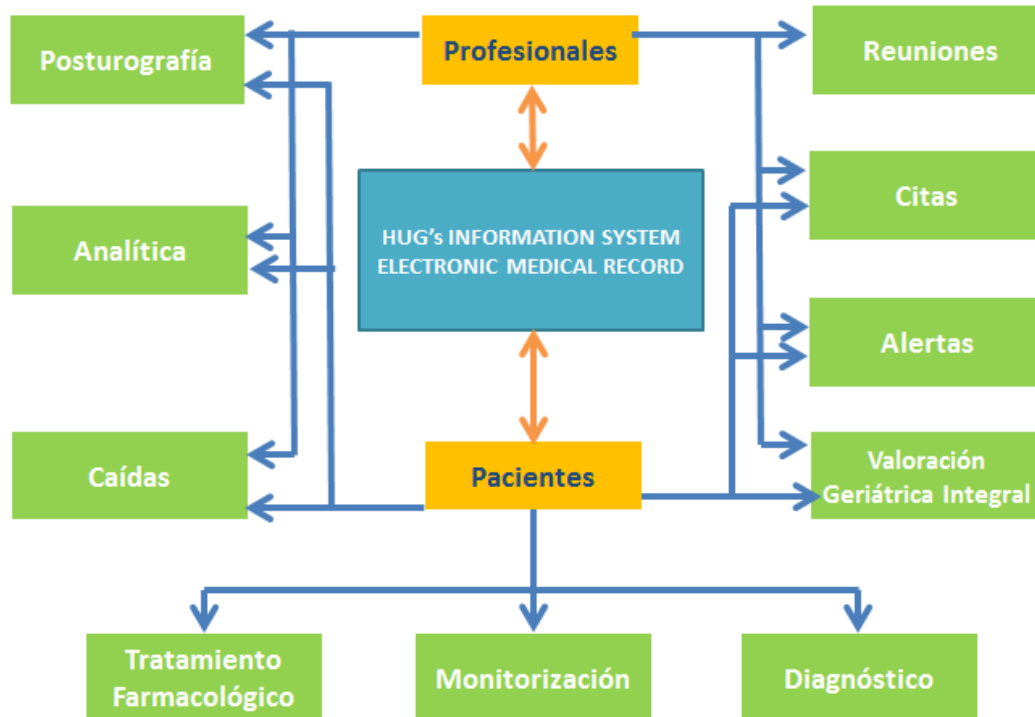 Posturografía
Profesionales
Reuniones
Citas
Analítica
HUG's INFORMATION SYSTEM
ELECTRONIC MEDICAL RECORD
Alertas
Caídas
Pacientes
Valoración
Geriátrica Integral
Tratamiento
Farmacológico
Monitorización
Diagnóstico